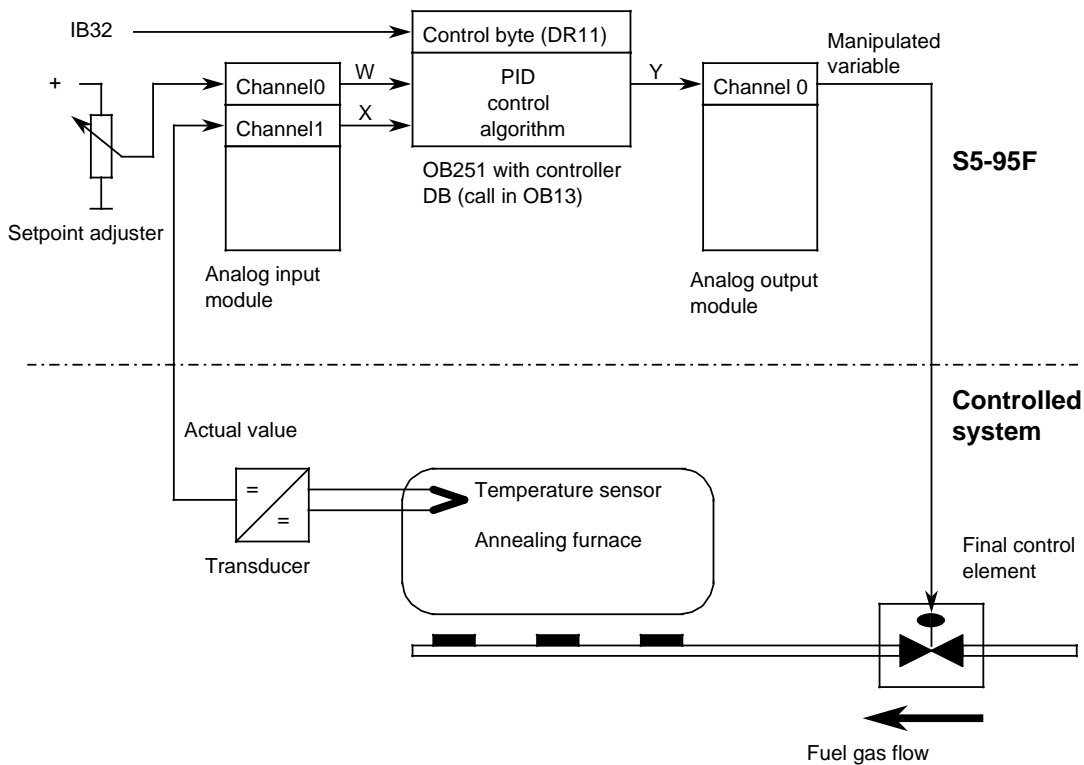 IB32
Control byte (DR11)
Manipulated
variable
+
Channel0
W
PID
control
algorithm
Y
Channel 0
Channel1
X
S5-95F
OB251 with controller
DB (call in OB13)
Setpoint adjuster
Analog input
module
Analog output
module
Controlled
system
Actual value
=
=
Temperature sensor
Annealing furnace
Transducer
Final control
element
Fuel gas flow